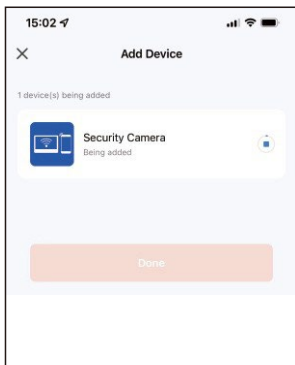 15:02
Add Device
1 device(s) being added
Security Camera
Being added
Done